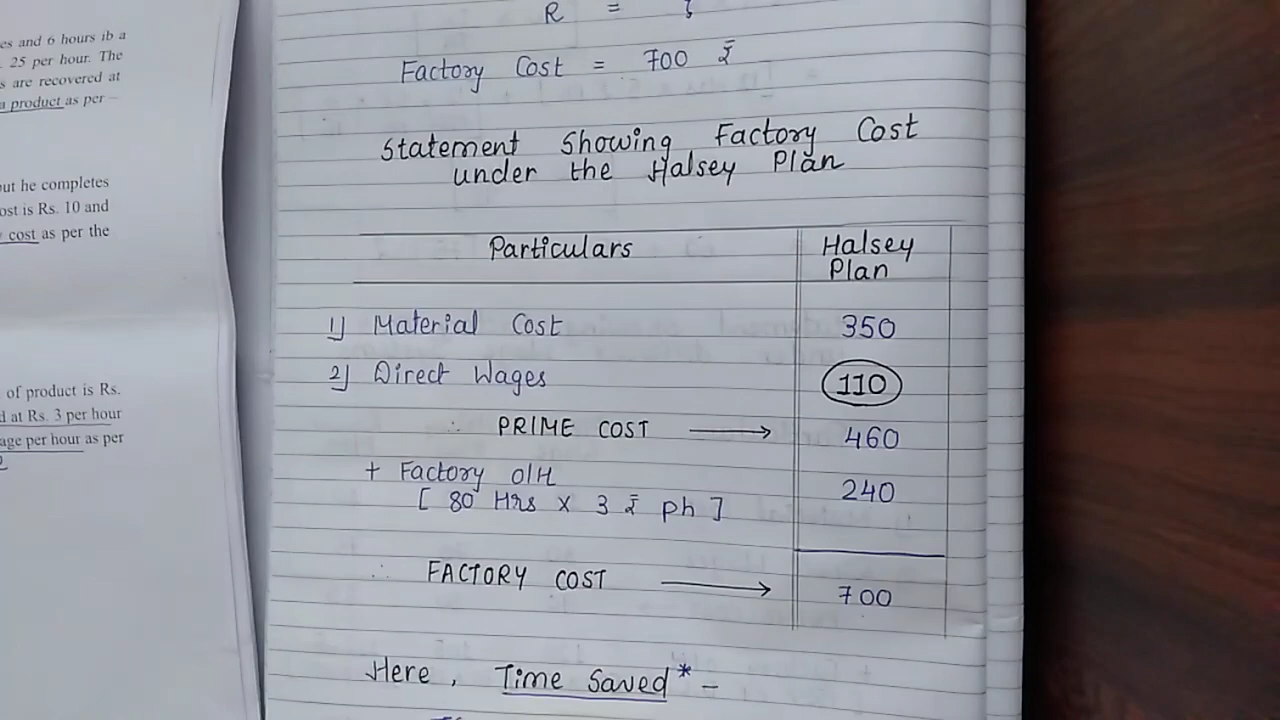 es and 6 hours ib a
. 25 per hour. The
s are recovered at
a product as per –
out he completes
ost is Rs. 10 and
cost as per the
of product is Rs.
d at Rs. 3 per hour
age per hour as per
R =
Factory Cost = 700 ₹
Statement Showing Factory Cost
under the Halsey Plan
Particulars Halsey
Plan
1) Material Cost 350
2) Direct Wages 110
∴ PRIME COST → 460
+ Factory O/H 240
[ 80 Hrs x 3 ₹ ph ]
∴ FACTORY COST → 700
Here, Time Saved* –